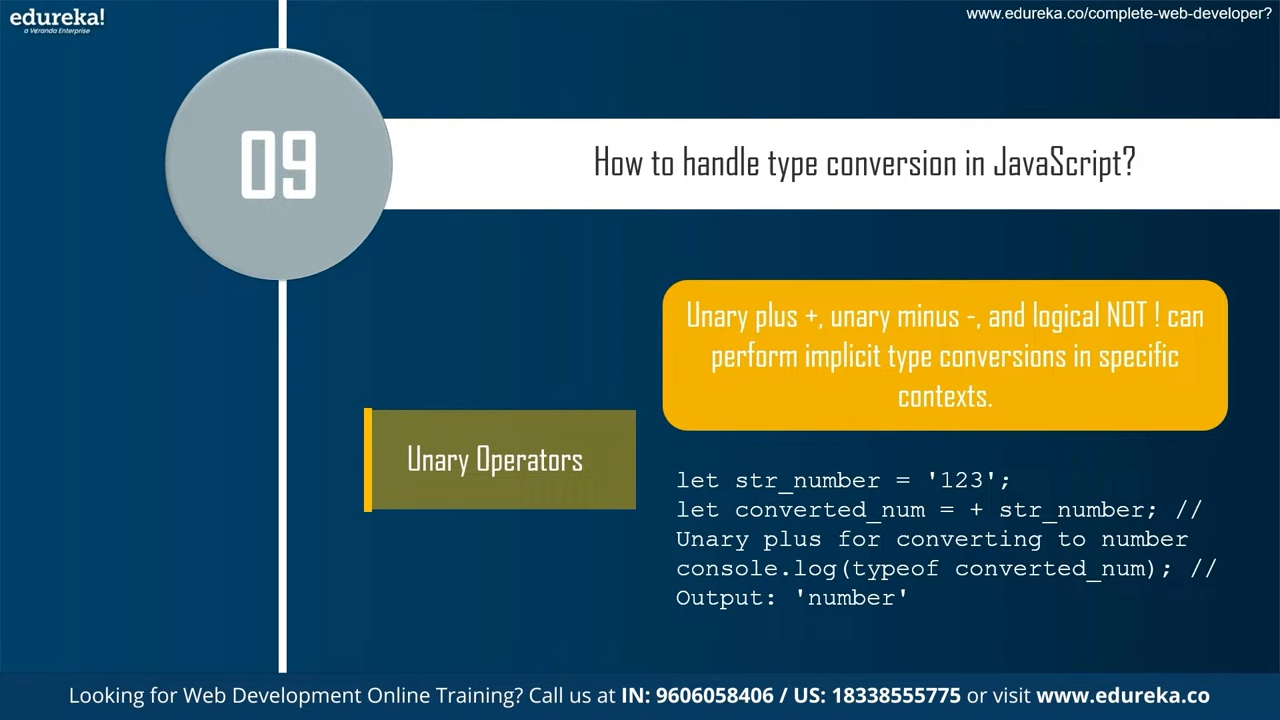 edureka!
a Veranda Enterprise
www.edureka.co/complete-web-developer?
09
How to handle type conversion in JavaScript?
Unary plus +, unary minus -, and logical NOT ! can
perform implicit type conversions in specific
contexts.
Unary Operators
let str_number = '123';
let converted_num = + str_number; //
Unary plus for converting to number
console.log(typeof converted_num); //
Output: 'number'
Looking for Web Development Online Training? Call us at IN: 9606058406 / US: 18338555775 or visit www.edureka.co